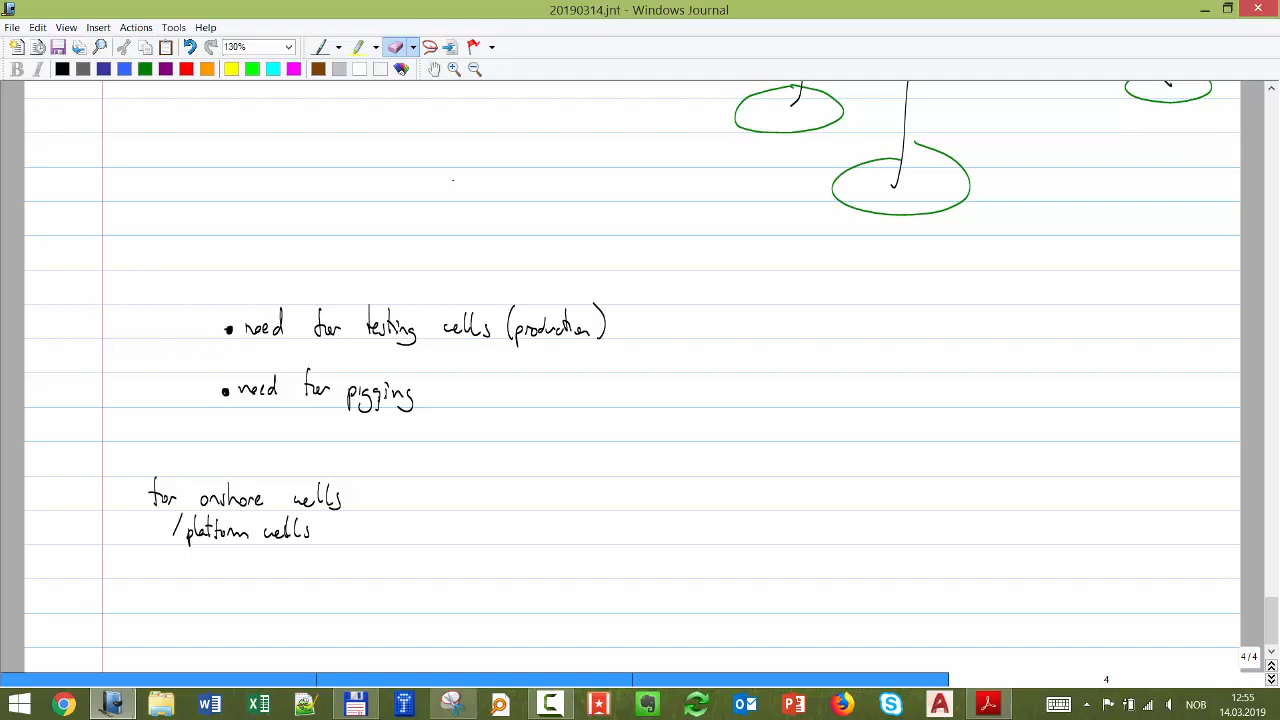 20190314.jnt - Windows Journal
File Edit View Insert Actions Tools Help
130%
• need for testing wells (production)
• need for pigging
for onshore wells
/platform wells
4/4
4
12:55
NOB
14.03.2019